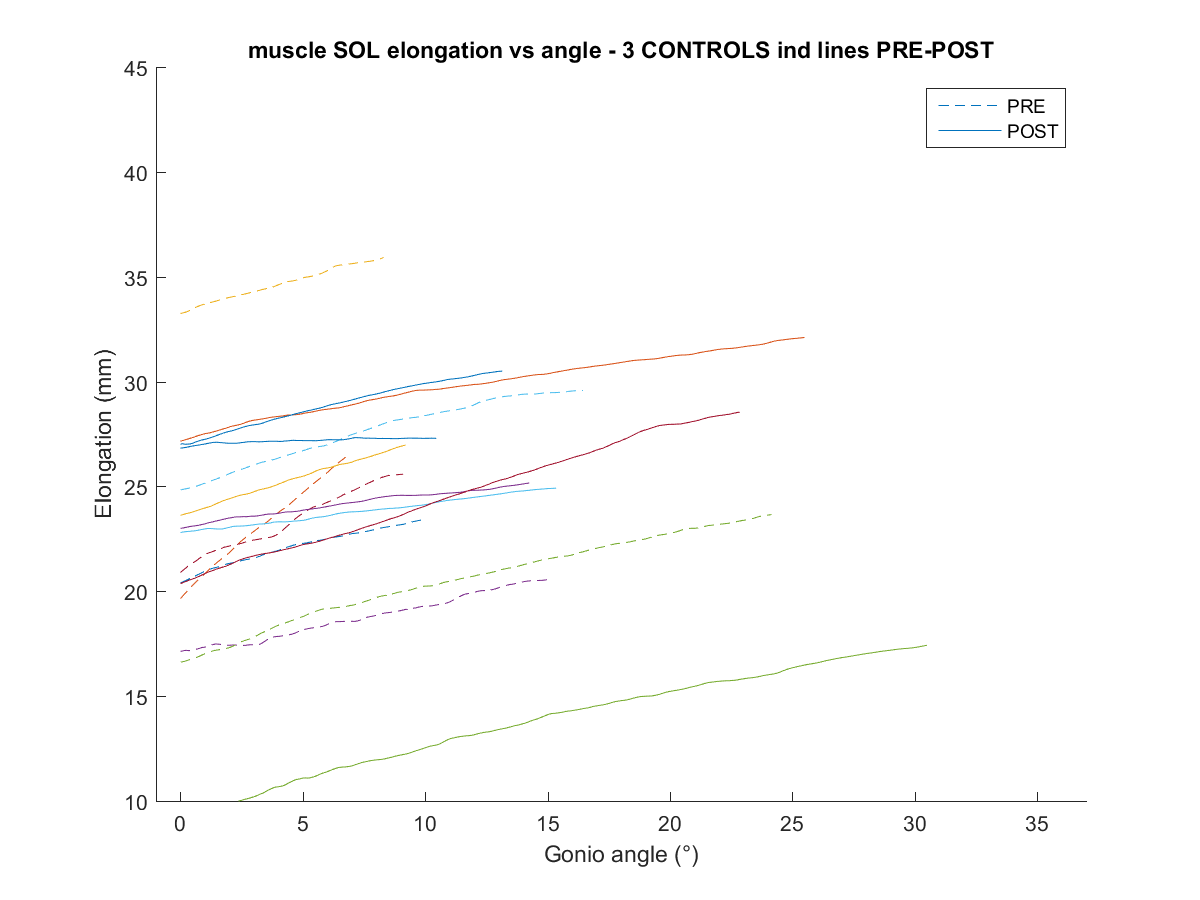 muscle SOL elongation vs angle - 3 CONTROLS ind lines PRE-POST
PRE
POST
45
40
35
30
25
20
15
10
Elongation (mm)
0 5 10 15 20 25 30 35
Gonio angle (°)